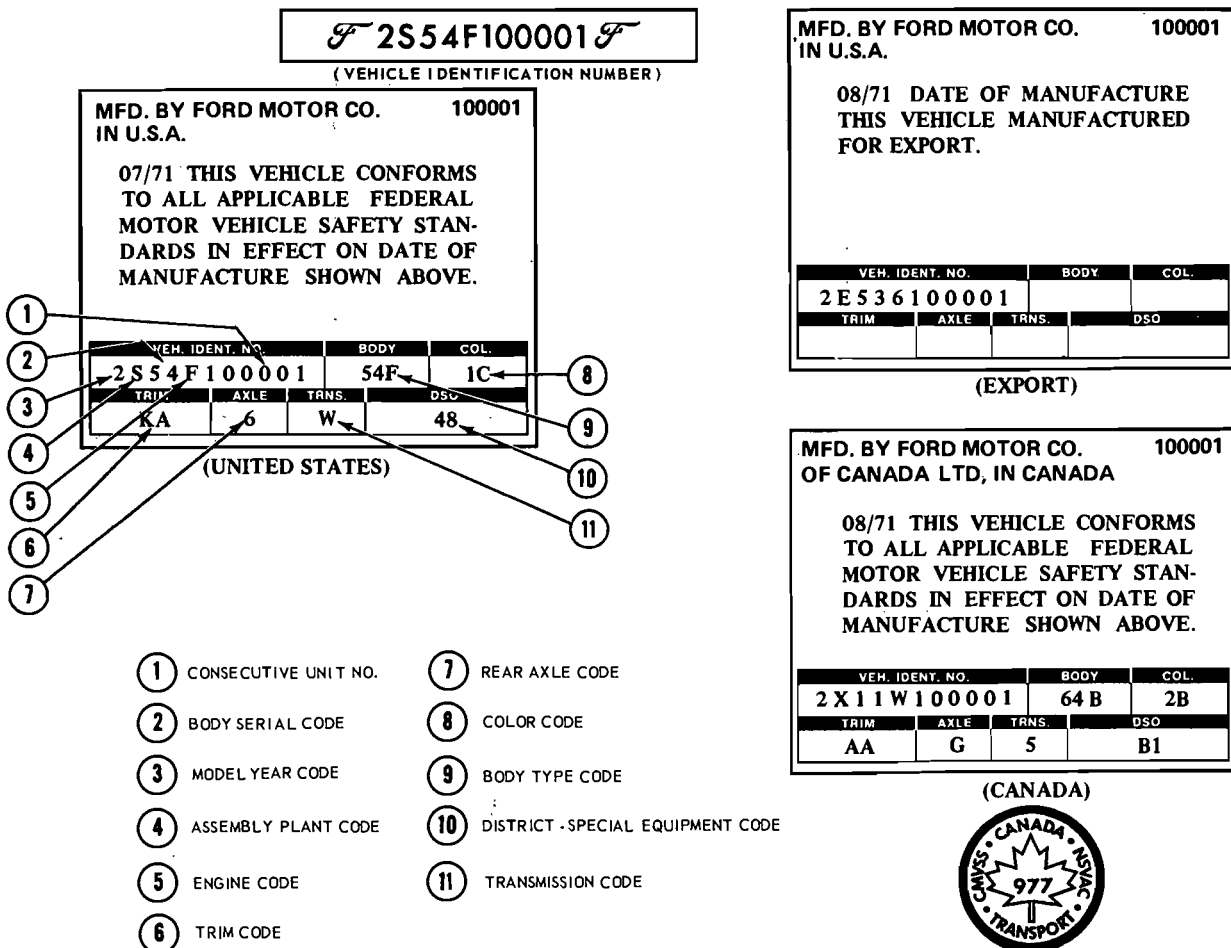 F 2S54F100001 F
(VEHICLE IDENTIFICATION NUMBER)
MFD. BY FORD MOTOR CO. 100001
IN U.S.A.
07/71 THIS VEHICLE CONFORMS
TO ALL APPLICABLE FEDERAL
MOTOR VEHICLE SAFETY STAN-
DARDS IN EFFECT ON DATE OF
MANUFACTURE SHOWN ABOVE.
VEH. IDENT. NO. BODY COL.
2S54F100001 54F 1C
TRIM AXLE TRNS. DSO
KA 6 W 48
(UNITED STATES)
1
2
3
4
5
6
7
8
9
10
11
1 CONSECUTIVE UNIT NO.
2 BODY SERIAL CODE
3 MODEL YEAR CODE
4 ASSEMBLY PLANT CODE
5 ENGINE CODE
6 TRIM CODE
7 REAR AXLE CODE
8 COLOR CODE
9 BODY TYPE CODE
10 DISTRICT - SPECIAL EQUIPMENT CODE
11 TRANSMISSION CODE
MFD. BY FORD MOTOR CO. 100001
IN U.S.A.
08/71 DATE OF MANUFACTURE
THIS VEHICLE MANUFACTURED
FOR EXPORT.
VEH. IDENT. NO. BODY COL.
2E536100001
TRIM AXLE TRNS. DSO
(EXPORT)
MFD. BY FORD MOTOR CO. 100001
OF CANADA LTD, IN CANADA
08/71 THIS VEHICLE CONFORMS
TO ALL APPLICABLE FEDERAL
MOTOR VEHICLE SAFETY STAN-
DARDS IN EFFECT ON DATE OF
MANUFACTURE SHOWN ABOVE.
VEH. IDENT. NO. BODY COL.
2X11W100001 64B 2B
TRIM AXLE TRNS. DSO
AA G 5 B1
(CANADA)
CMVSS • CANADA • NSVAC • TRANSPORT •
977